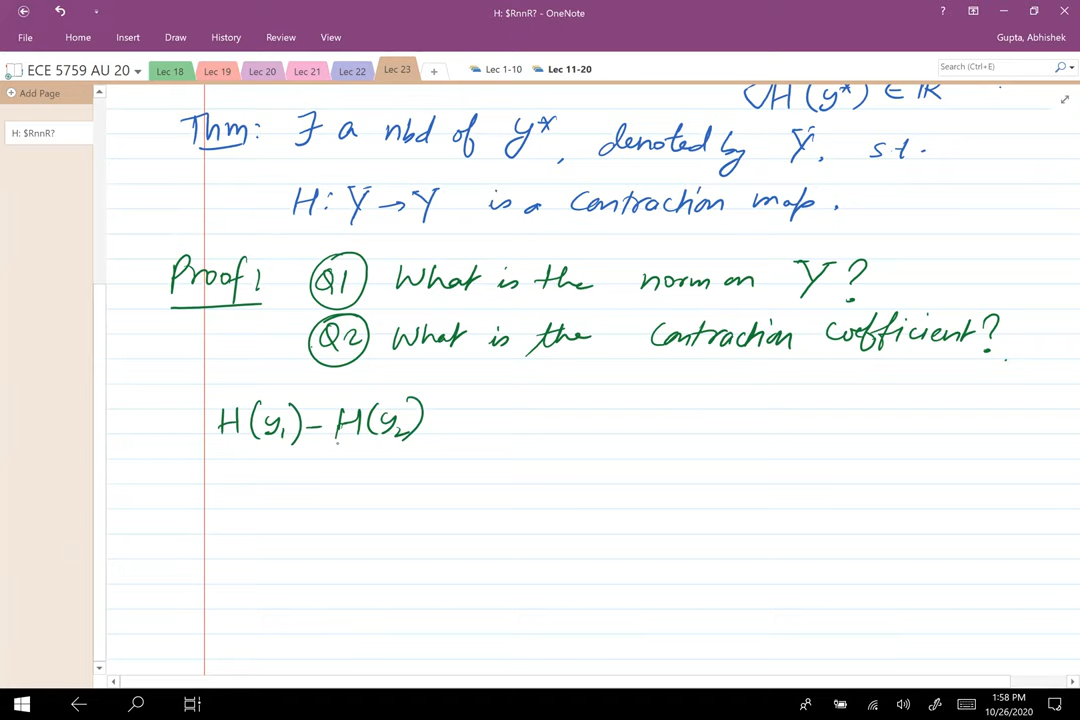 H: $RnnR? - OneNote
?
File Home Insert Draw History Review View Gupta, Abhishek
ECE 5759 AU 20 Lec 18 Lec 19 Lec 20 Lec 21 Lec 22 Lec 23 + Lec 1-10 Lec 11-20 Search (Ctrl+E)
Add Page
H: $RnnR?
∇H(y*) ∈ R
Thm: ∃ a nbd of y*, denoted by Y, s.t.
H: Y → Y is a contraction map.
Proof: Q1 What is the norm on Y?
Q2 What is the contraction coefficient?
H(y₁) - H(y₂)
1:58 PM
10/26/2020